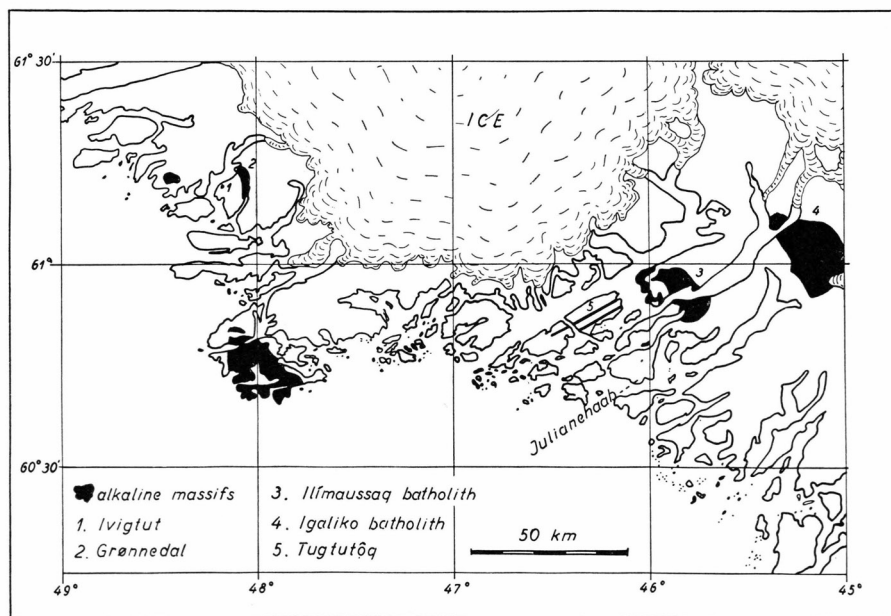 61° 30'
ICE
2
1
4
61°
3
5
Julianehaab
60° 30'
alkaline massifs
1. Ivigtut
2. Grønnedal
3. Ilímaussaq batholith
4. Igaliko batholith
5. Tugtutôq
50 km
49° 48° 47° 46° 45°